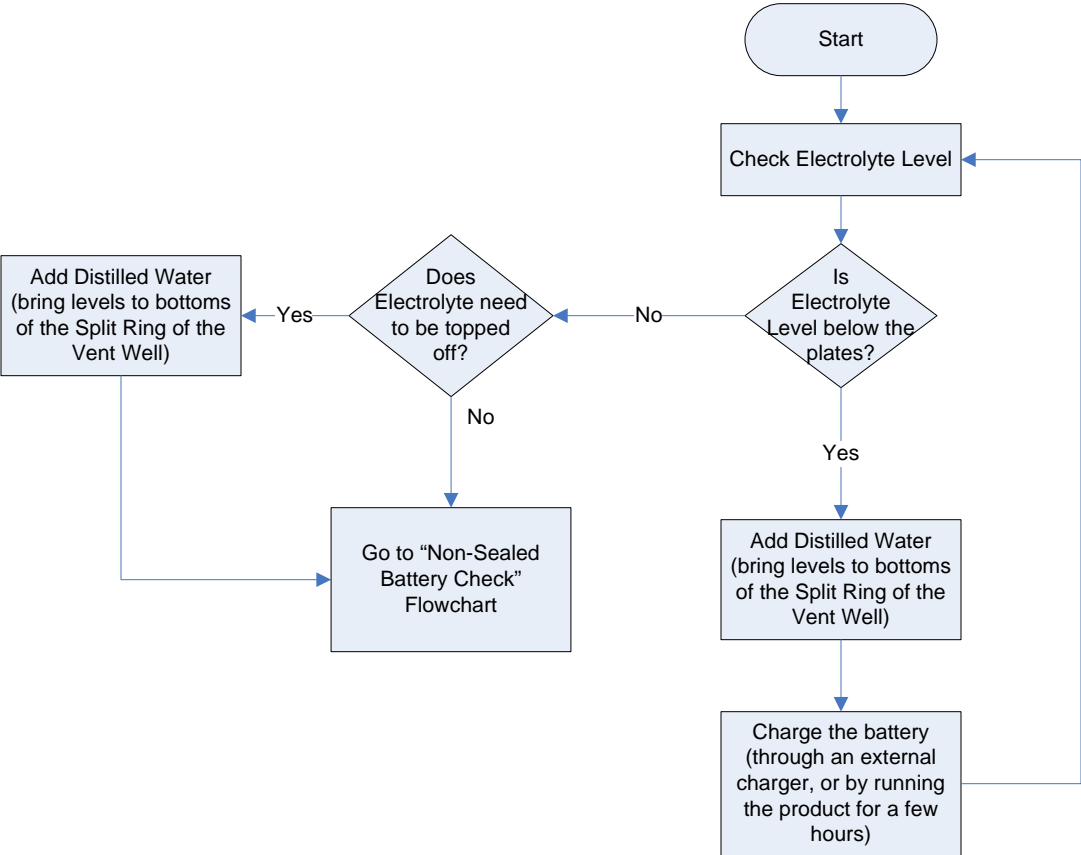 Start
Check Electrolyte Level
Is
Electrolyte
Level below the
plates?
No
Does
Electrolyte need
to be topped
off?
Yes
Add Distilled Water
(bring levels to bottoms
of the Split Ring of the
Vent Well)
No
Go to “Non-Sealed
Battery Check”
Flowchart
Yes
Add Distilled Water
(bring levels to bottoms
of the Split Ring of the
Vent Well)
Charge the battery
(through an external
charger, or by running
the product for a few
hours)